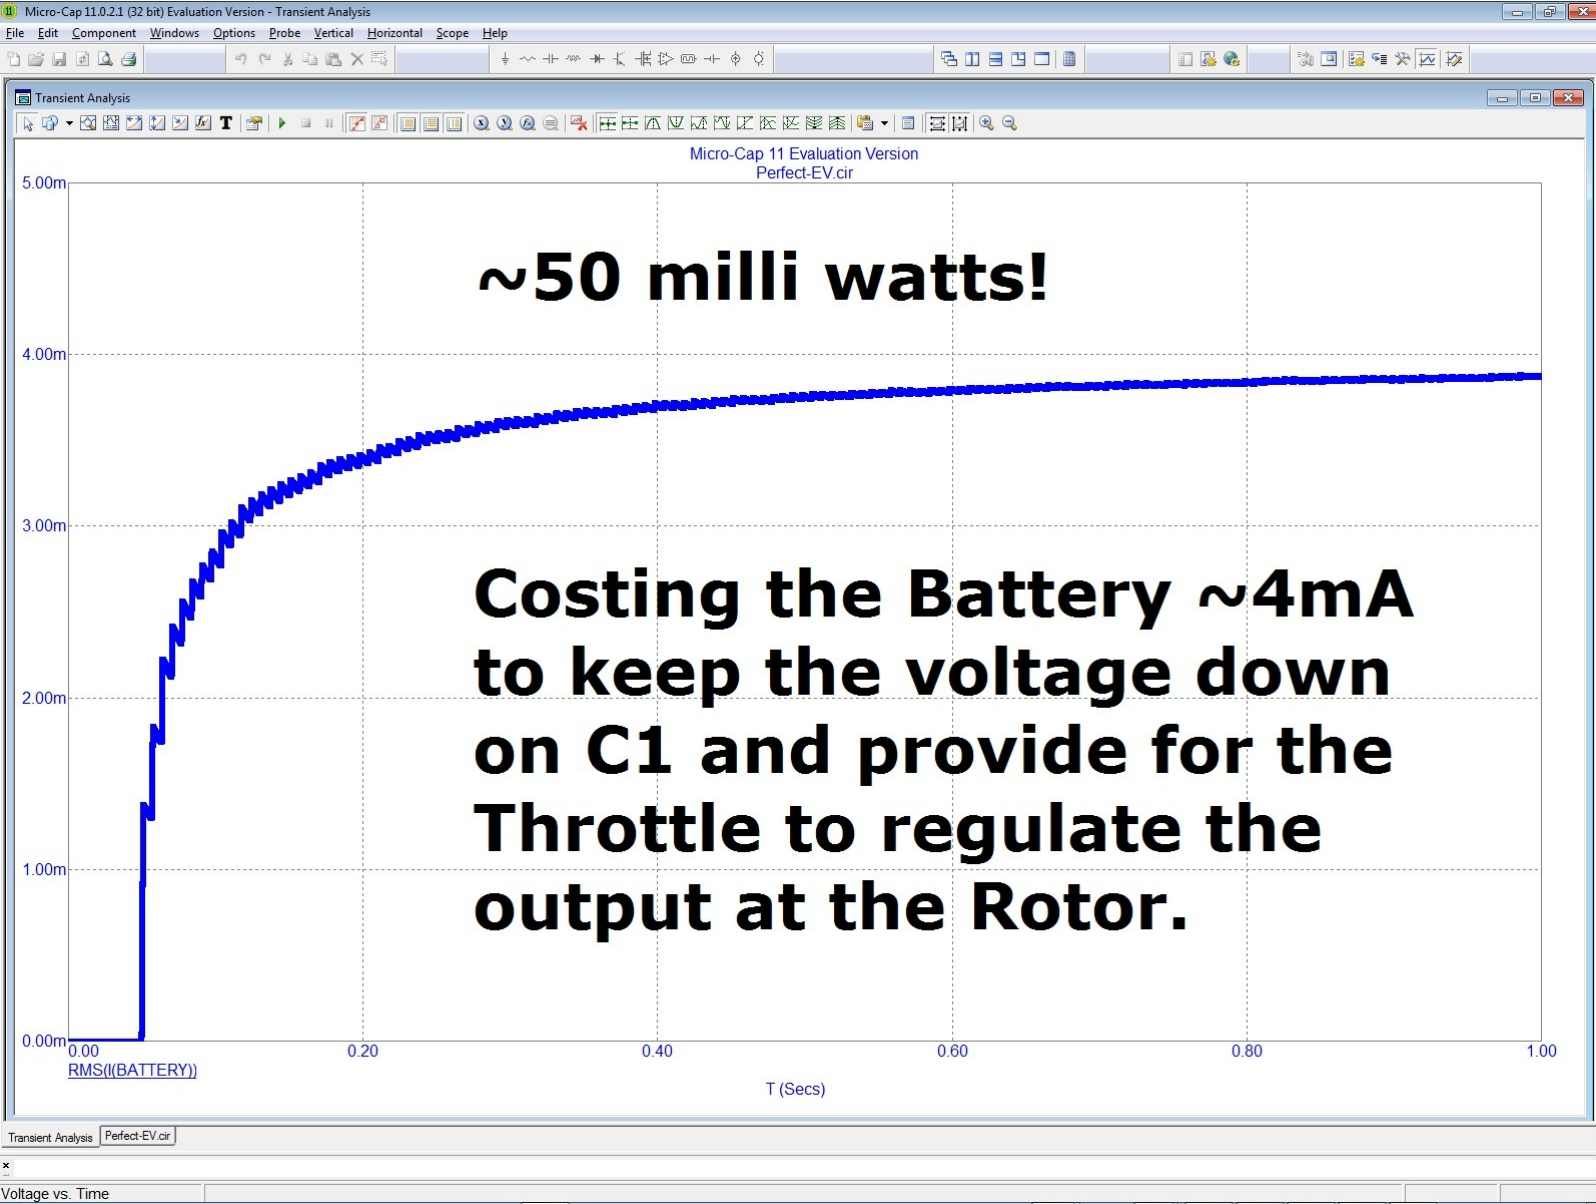 11 Micro-Cap 11.0.2.1 (32 bit) Evaluation Version - Transient Analysis
File Edit Component Windows Options Probe Vertical Horizontal Scope Help
Transient Analysis
T
Micro-Cap 11 Evaluation Version
Perfect-EV.cir
5.00m
~50 milli watts!
4.00m
3.00m
Costing the Battery ~4mA
to keep the voltage down
2.00m
on C1 and provide for the
Throttle to regulate the
1.00m
output at the Rotor.
0.00m
0.00 0.20 0.40 0.60 0.80 1.00
RMS(I(BATTERY))
T (Secs)
Transient Analysis Perfect-EV.cir
Voltage vs. Time